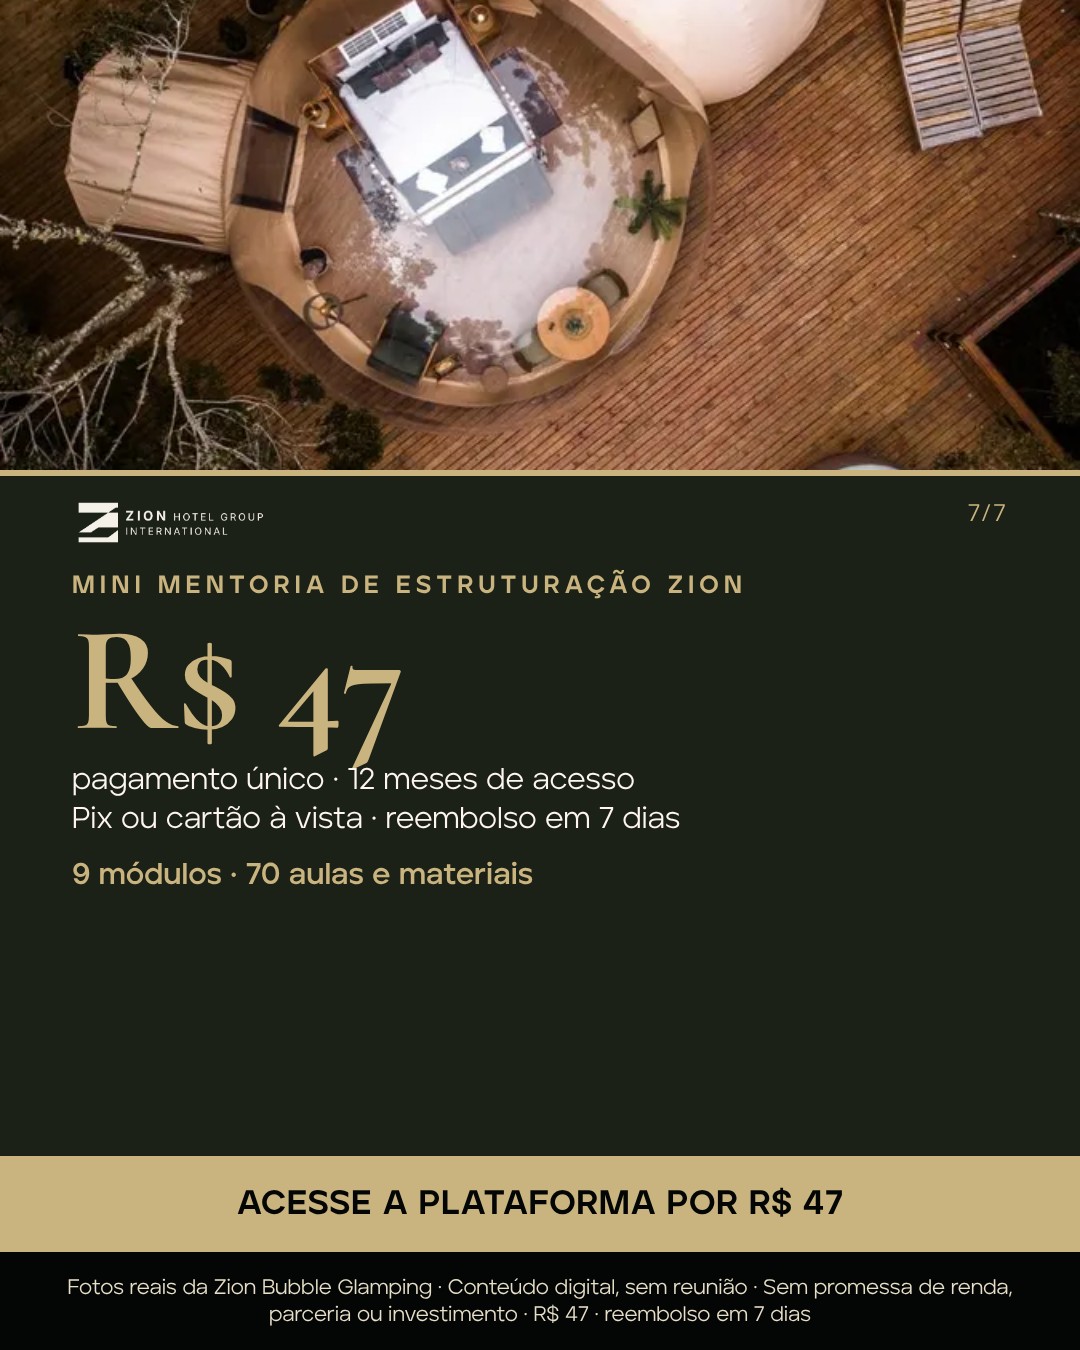 ZION HOTEL GROUP
INTERNATIONAL
7/7
MINI MENTORIA DE ESTRUTURAÇÃO ZION
R$ 47
pagamento único · 12 meses de acesso
Pix ou cartão à vista · reembolso em 7 dias
9 módulos · 70 aulas e materiais
ACESSE A PLATAFORMA POR R$ 47
Fotos reais da Zion Bubble Glamping · Conteúdo digital, sem reunião · Sem promessa de renda,
parceria ou investimento · R$ 47 · reembolso em 7 dias